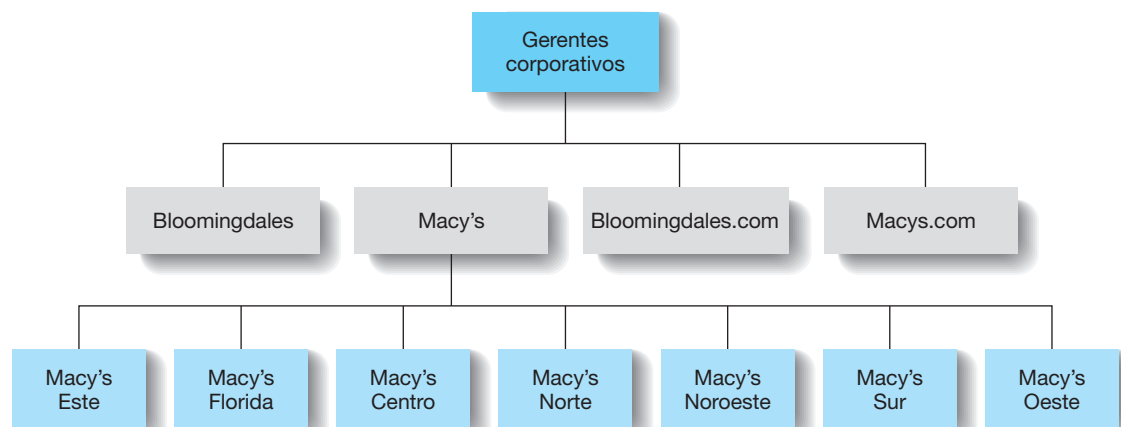 Gerentes
corporativos
Bloomingdales
Macy's
Bloomingdales.com
Macys.com
Macy's
Este
Macy's
Florida
Macy's
Centro
Macy's
Norte
Macy's
Noroeste
Macy's
Sur
Macy's
Oeste